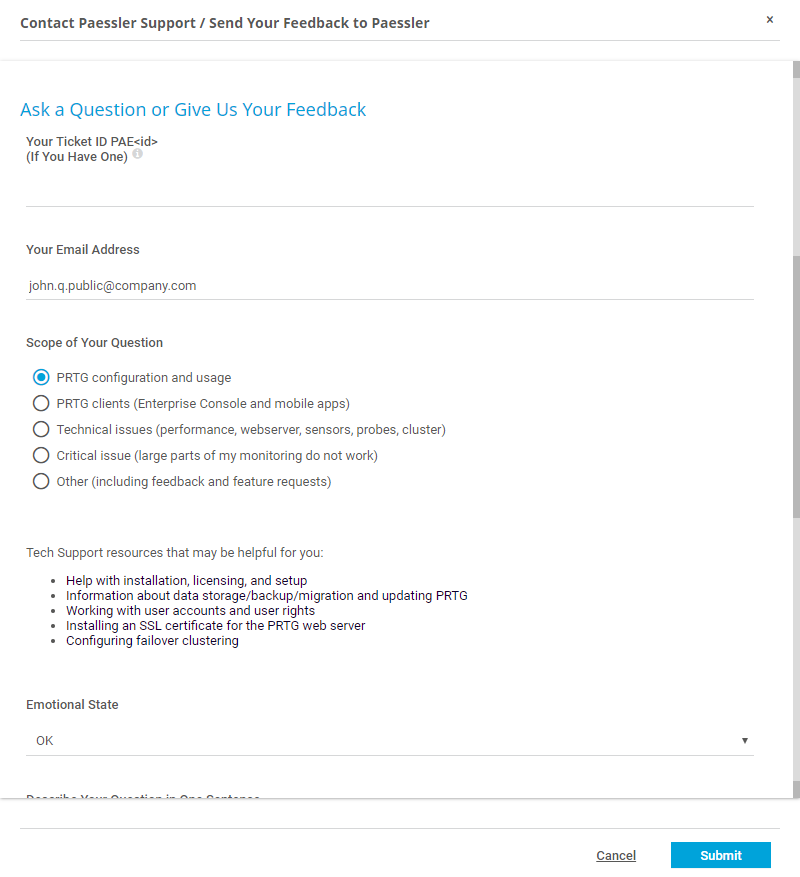 Contact Paessler Support / Send Your Feedback to Paessler
×
Ask a Question or Give Us Your Feedback
Your Ticket ID PAE<id>
(If You Have One)
Your Email Address
john.q.public@company.com
Scope of Your Question
PRTG configuration and usage
PRTG clients (Enterprise Console and mobile apps)
Technical issues (performance, webserver, sensors, probes, cluster)
Critical issue (large parts of my monitoring do not work)
Other (including feedback and feature requests)
Tech Support resources that may be helpful for you:
• Help with installation, licensing, and setup
• Information about data storage/backup/migration and updating PRTG
• Working with user accounts and user rights
• Installing an SSL certificate for the PRTG web server
• Configuring failover clustering
Emotional State
OK
Describe Your Question in One Sentence
Cancel
Submit